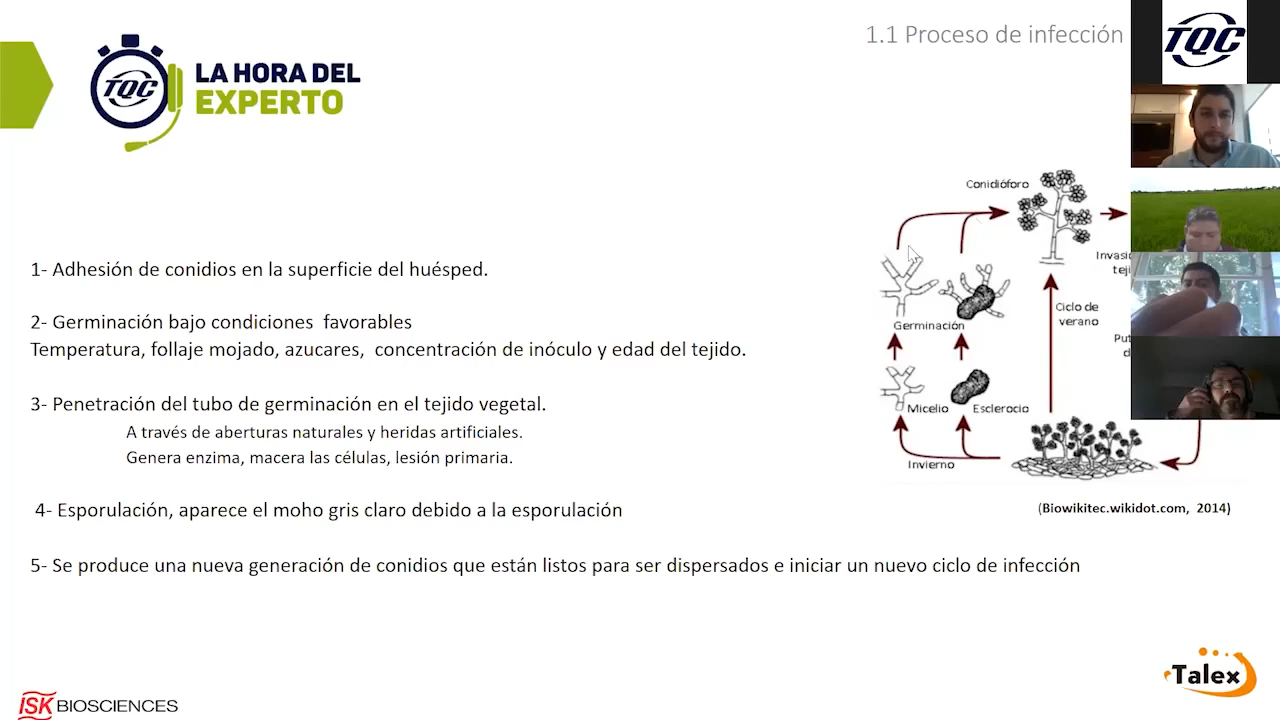 1.1 Proceso de infección
TQC
TQC
LA HORA DEL
EXPERTO
1- Adhesión de conidios en la superficie del huésped.
2- Germinación bajo condiciones favorables
Temperatura, follaje mojado, azucares, concentración de inóculo y edad del tejido.
3- Penetración del tubo de germinación en el tejido vegetal.
A través de aberturas naturales y heridas artificiales.
Genera enzima, macera las células, lesión primaria.
4- Esporulación, aparece el moho gris claro debido a la esporulación
5- Se produce una nueva generación de conidios que están listos para ser dispersados e iniciar un nuevo ciclo de infección
Conidióforo
Ciclo de
verano
Germinación
Micelio
Esclerocio
Invierno
(Biowikitec.wikidot.com, 2014)
Talex
ISK BIOSCIENCES